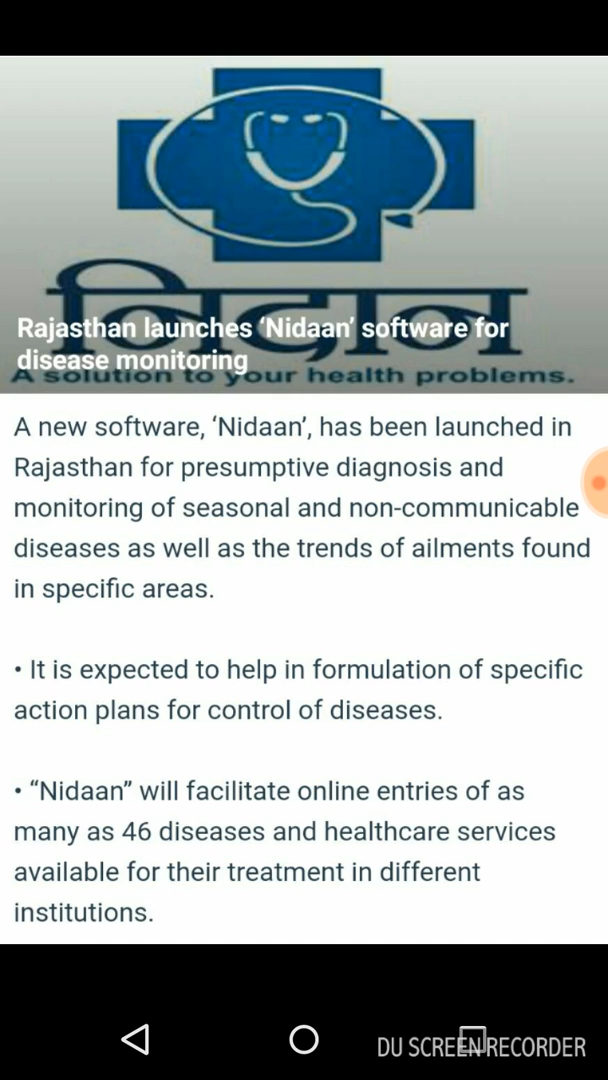 निदान
Rajasthan launches ‘Nidaan’ software for
disease monitoring
A solution to your health problems.
A new software, ‘Nidaan’, has been launched in
Rajasthan for presumptive diagnosis and
monitoring of seasonal and non-communicable
diseases as well as the trends of ailments found
in specific areas.
• It is expected to help in formulation of specific
action plans for control of diseases.
• “Nidaan” will facilitate online entries of as
many as 46 diseases and healthcare services
available for their treatment in different
institutions.
DU SCREEN RECORDER